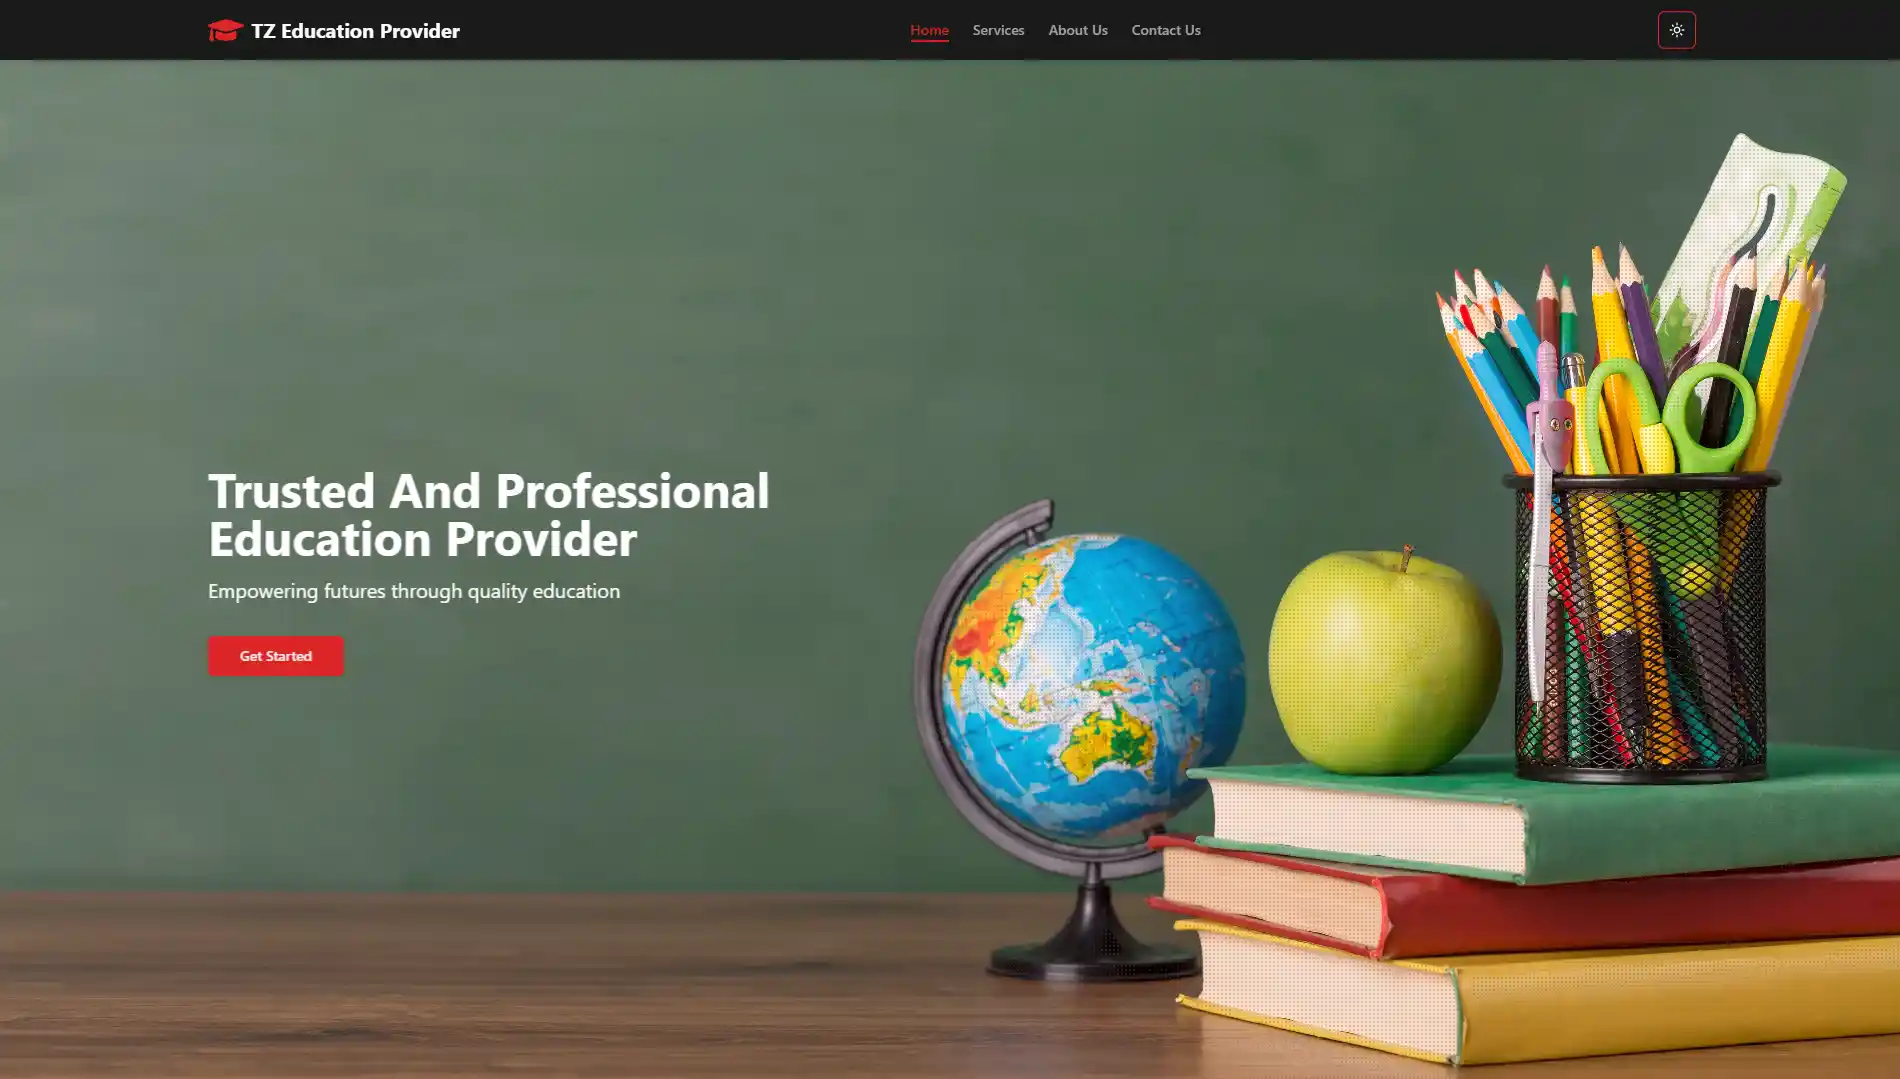 TZ Education Provider
Home
Services
About Us
Contact Us
Trusted And Professional
Education Provider
Empowering futures through quality education
Get Started